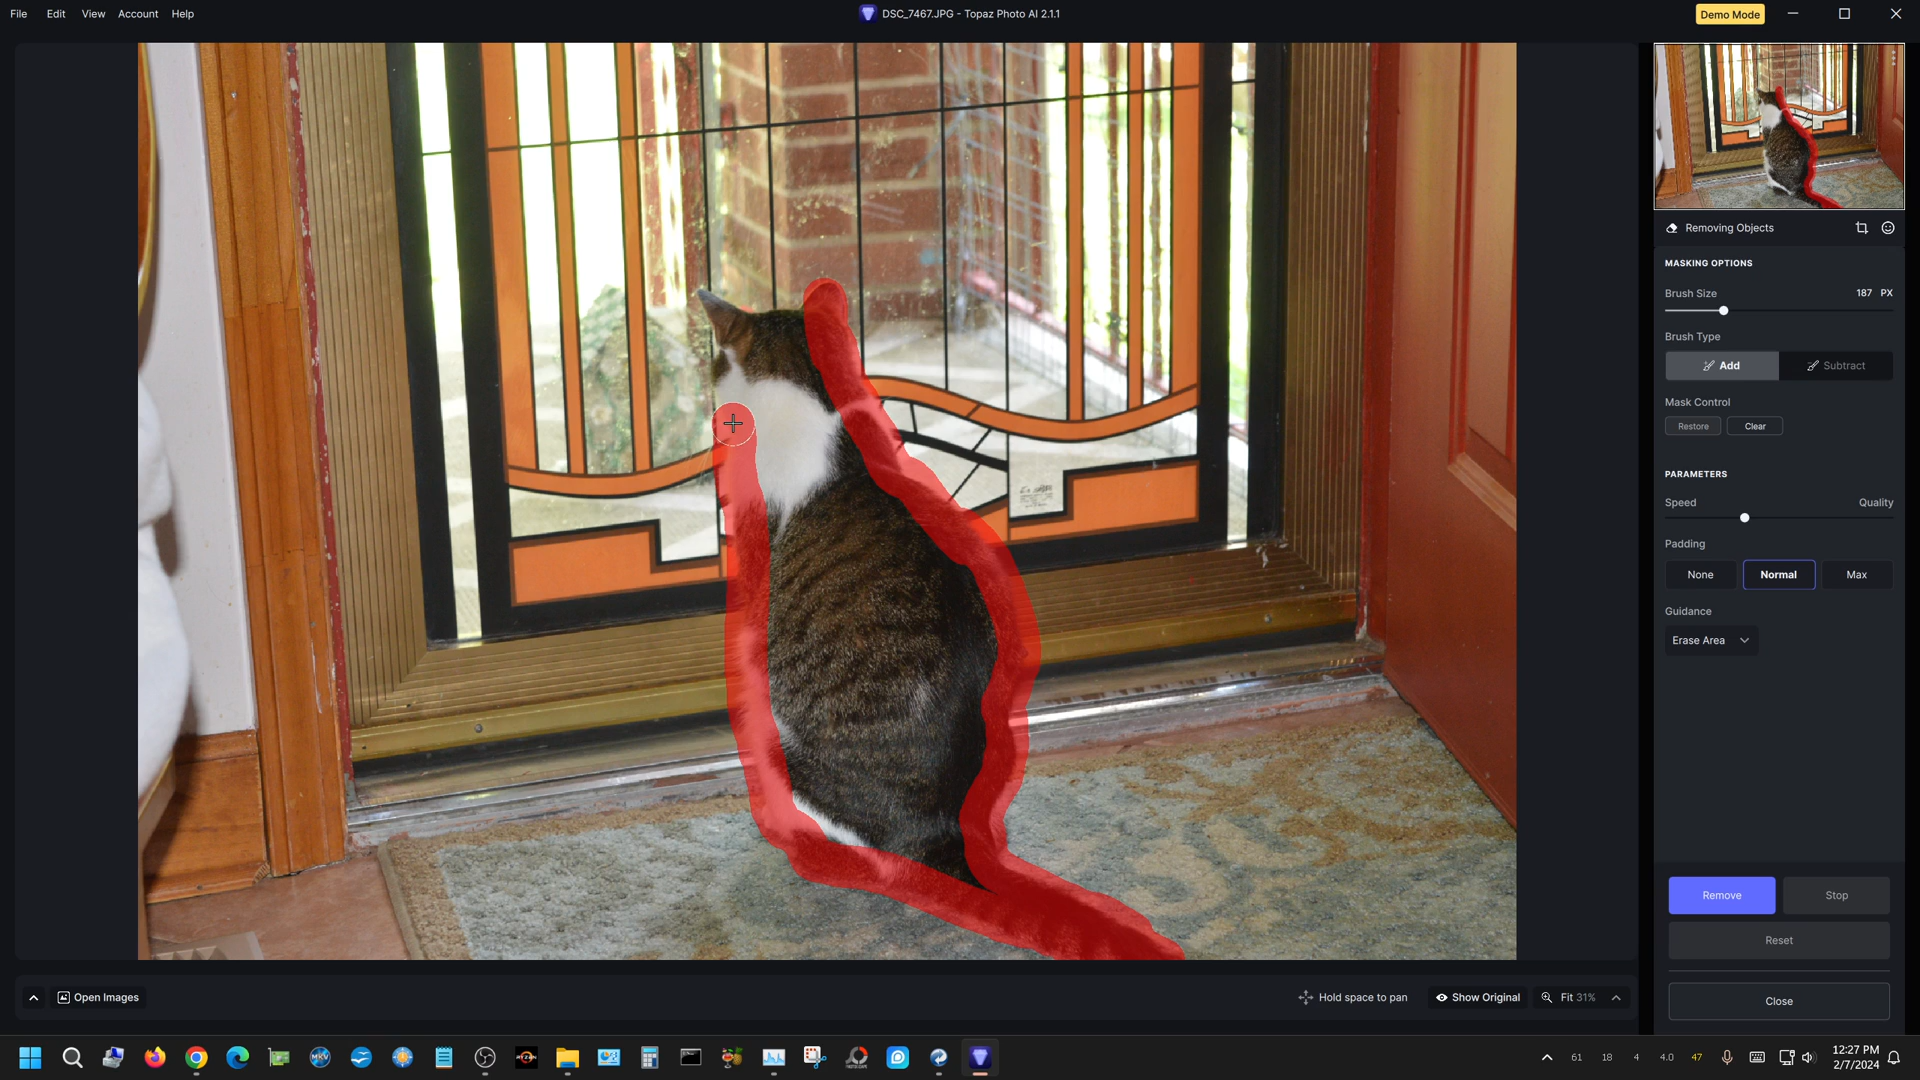 File Edit View Account Help
DSC_7467.JPG - Topaz Photo AI 2.1.1
Demo Mode
Removing Objects
MASKING OPTIONS
Brush Size 187 PX
Brush Type
Add Subtract
Mask Control
Restore Clear
PARAMETERS
Speed Quality
Padding
None Normal Max
Guidance
Erase Area
Remove Stop
Reset
Close
Open Images
Hold space to pan Show Original Fit 31%
MKV RYZEN
61 18 4 4.0 47
12:27 PM
2/7/2024